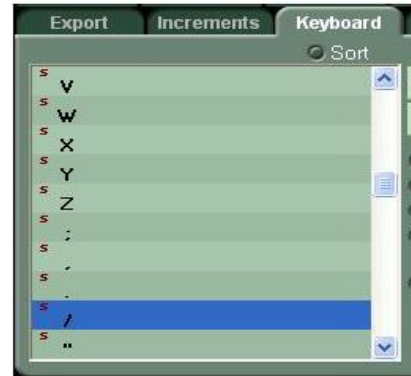 Export Increments Keyboard
Sort
s V
s W
s X
s Y
s Z
s ;
s ,
s .
s /
s "